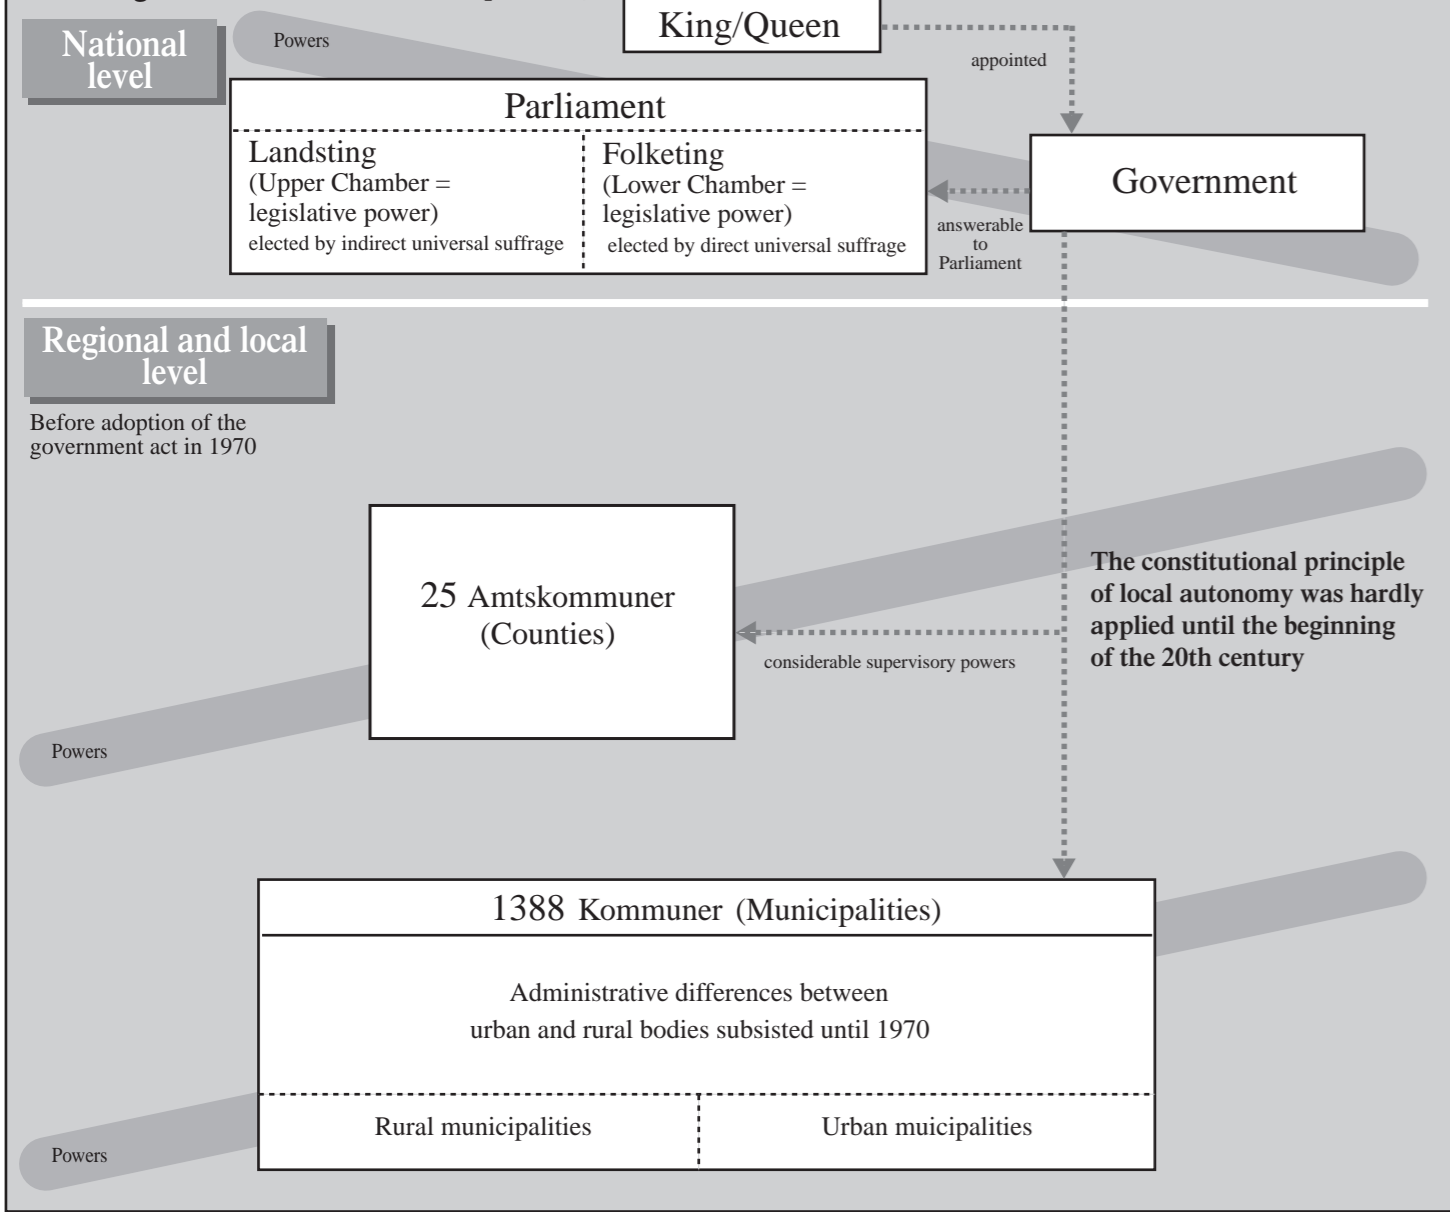 King/Queen
National
level
Powers
appointed
Parliament
Landsting
(Upper Chamber =
legislative power)
elected by indirect universal suffrage
Folketing
(Lower Chamber =
legislative power)
elected by direct universal suffrage
Government
answerable
to
Parliament
Regional and local
level
Before adoption of the
government act in 1970
25 Amtskommuner
(Counties)
The constitutional principle
of local autonomy was hardly
applied until the beginning
of the 20th century
considerable supervisory powers
Powers
1388 Kommuner (Municipalities)
Administrative differences between
urban and rural bodies subsisted until 1970
Rural municipalities
Urban muicipalities
Powers